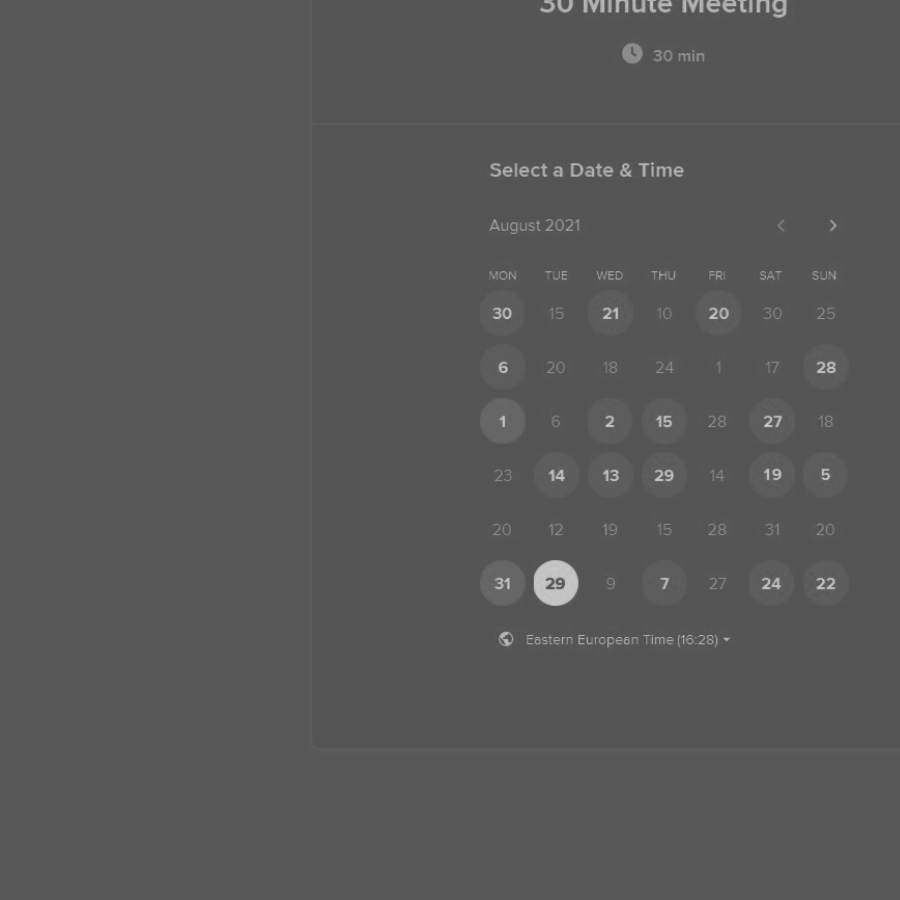 30 Minute Meeting
30 min
Select a Date & Time
August 2021
MON TUE WED THU FRI SAT SUN
30 15 21 10 20 30 25
6 20 18 24 1 17 28
1 6 2 15 28 27 18
23 14 13 29 14 19 5
20 12 19 15 28 31 20
31 29 9 7 27 24 22
Eastern European Time (16:28)